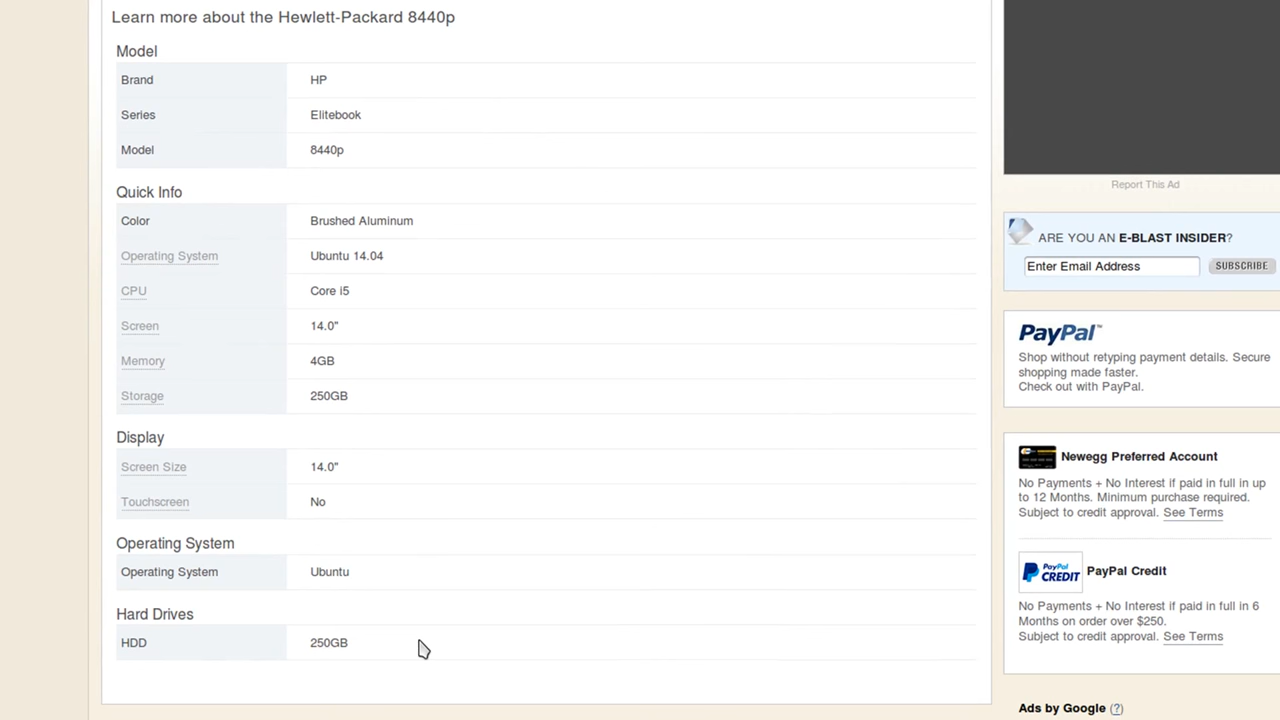 Learn more about the Hewlett-Packard 8440p
Model
Brand HP
Series Elitebook
Model 8440p
Quick Info
Color Brushed Aluminum
Operating System Ubuntu 14.04
CPU Core i5
Screen 14.0"
Memory 4GB
Storage 250GB
Display
Screen Size 14.0"
Touchscreen No
Operating System
Operating System Ubuntu
Hard Drives
HDD 250GB
Report This Ad
ARE YOU AN E-BLAST INSIDER?
Enter Email Address SUBSCRIBE
PayPal™
Shop without retyping payment details. Secure
shopping made faster.
Check out with PayPal.
Newegg Preferred Account
No Payments + No Interest if paid in full in up
to 12 Months. Minimum purchase required.
Subject to credit approval. See Terms
PayPal CREDIT PayPal Credit
No Payments + No Interest if paid in full in 6
Months on order over $250.
Subject to credit approval. See Terms
Ads by Google (?)